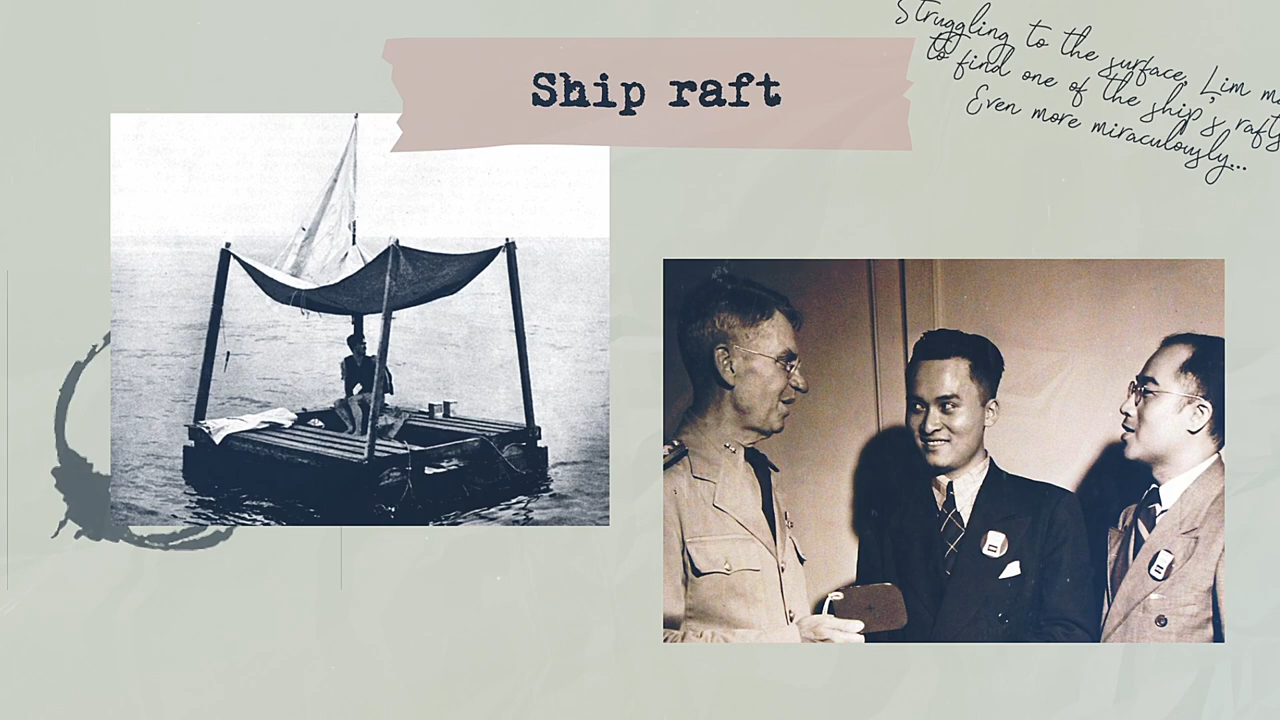 Ship raft
Struggling to the surface, Lim
to find one of the ship's raft
Even more miraculously...